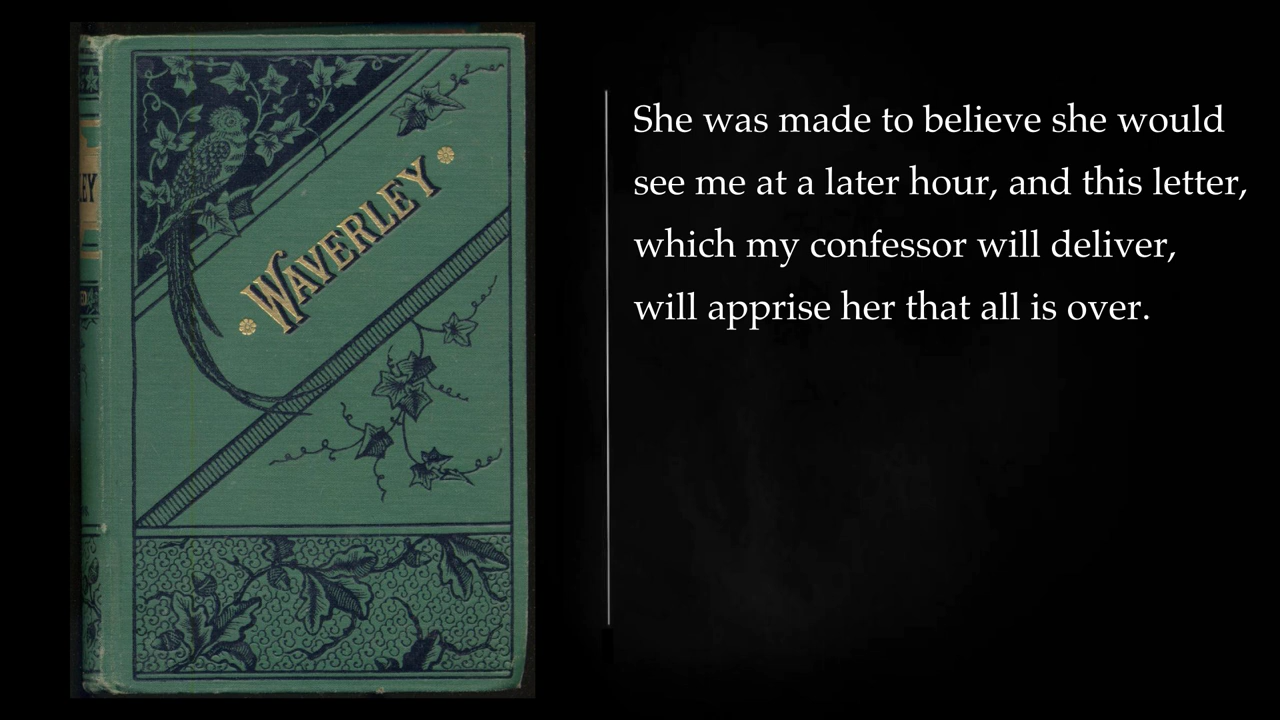 WAVERLEY
EY
She was made to believe she would
see me at a later hour, and this letter,
which my confessor will deliver,
will apprise her that all is over.